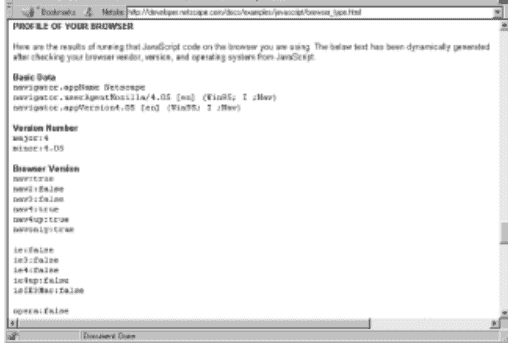 Bookmarks Netsite: http://developer.netscape.com/docs/examples/javascript/browser_type.html
PROFILE OF YOUR BROWSER
Here are the results of running that JavaScript code on the browser you are using. The below text has been dynamically generated
after checking your browser vendor, version, and operating system from JavaScript.
Basic Data
navigator.appName Netscape
navigator.userAgentMozilla/4.05 [en] (Win95; I ;Nav)
navigator.appVersion4.05 [en] (Win95; I ;Nav)
Version Number
major:4
minor:4.05
Browser Version
nav:true
nav2:false
nav3:false
nav4:true
nav4up:true
navonly:true
ie:false
ie3:false
ie4:false
ie4up:false
isIE3Mac:false
opera:false
Document: Done